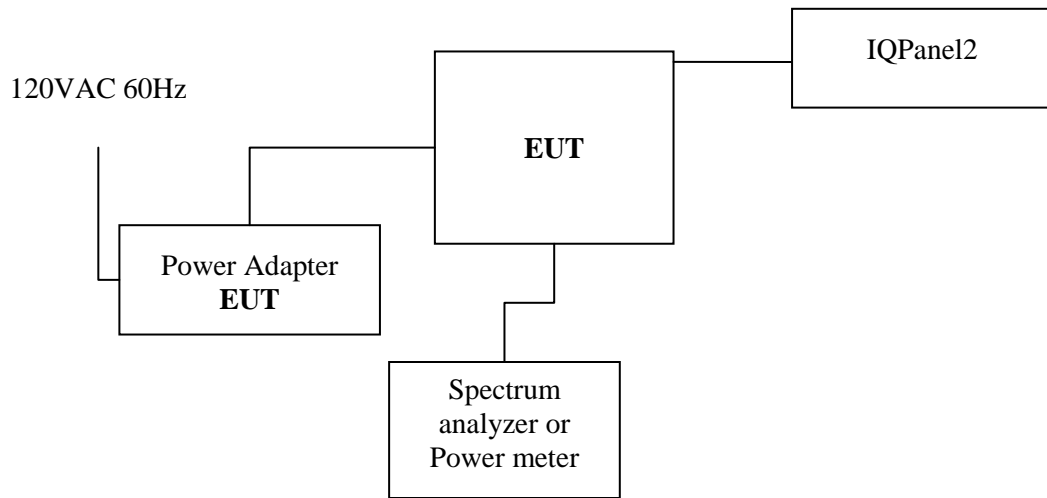 IQPanel2
120VAC 60Hz
EUT
Power Adapter
EUT
Spectrum
analyzer or
Power meter